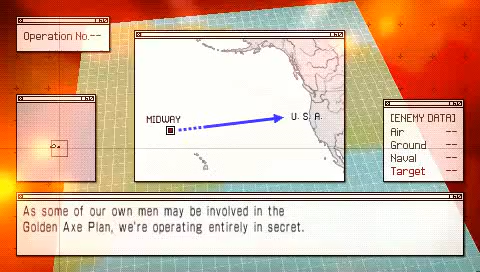 Operation No.--
MIDWAY
U. S. A.
[ENEMY DATA]
Air --
Ground --
Naval --
Target --
As some of our own men may be involved in the
Golden Axe Plan, we're operating entirely in secret.